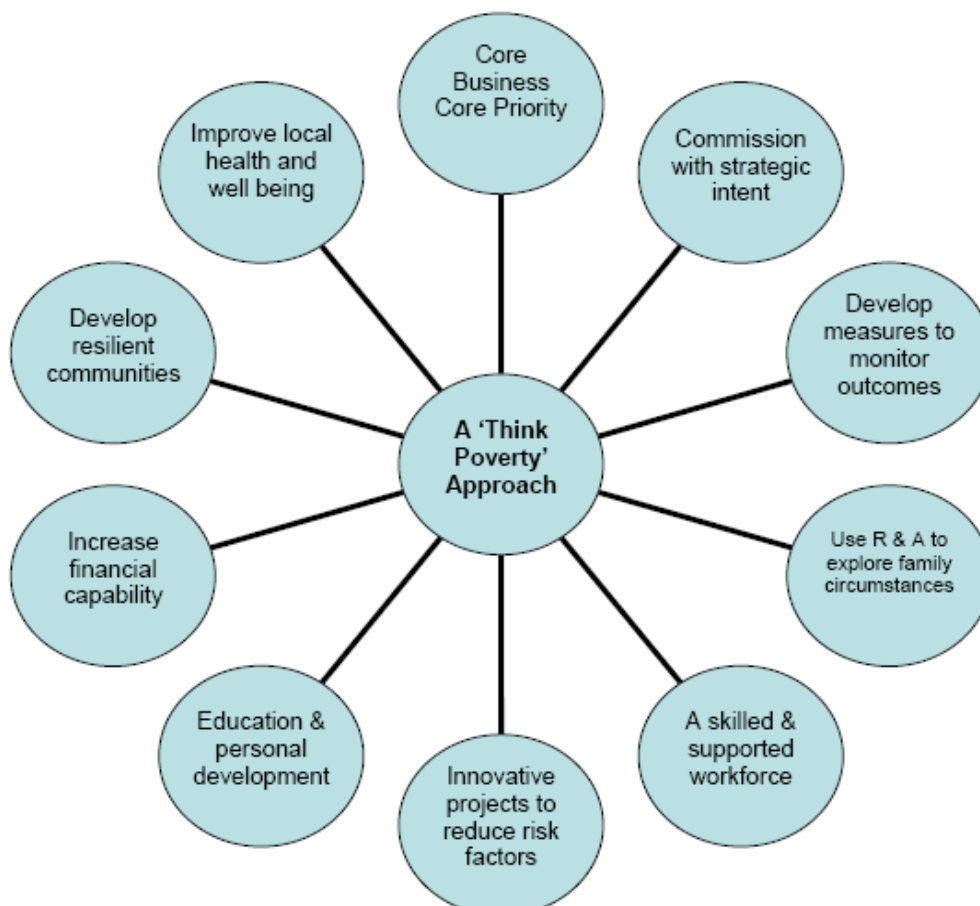 Core
Business
Core Priority
Commission
with strategic
intent
Develop
measures to
monitor
outcomes
Use R & A to
explore family
circumstances
A skilled &
supported
workforce
Innovative
projects to
reduce risk
factors
Education &
personal
development
Increase
financial
capability
Develop
resilient
communities
Improve local
health and
well being
A ‘Think
Poverty’
Approach